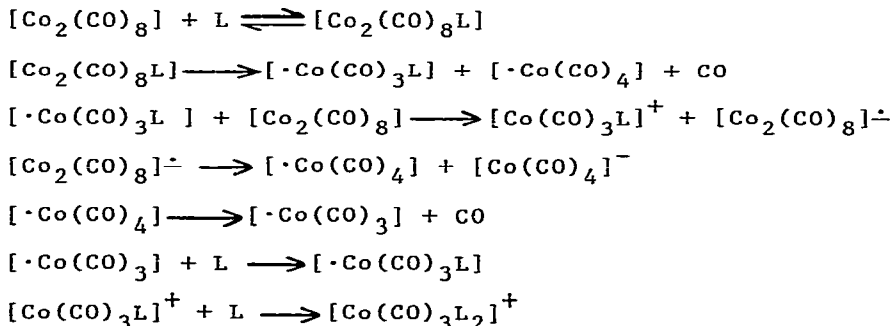 [Co₂(CO)₈] + L ⇌ [Co₂(CO)₈L]
[Co₂(CO)₈L] ⟶ [·Co(CO)₃L] + [·Co(CO)₄] + CO
[·Co(CO)₃L ] + [Co₂(CO)₈] ⟶ [Co(CO)₃L]⁺ + [Co₂(CO)₈]∸
[Co₂(CO)₈]∸ ⟶ [·Co(CO)₄] + [Co(CO)₄]⁻
[·Co(CO)₄] ⟶ [·Co(CO)₃] + CO
[·Co(CO)₃] + L ⟶ [·Co(CO)₃L]
[Co(CO)₃L]⁺ + L ⟶ [Co(CO)₃L₂]⁺